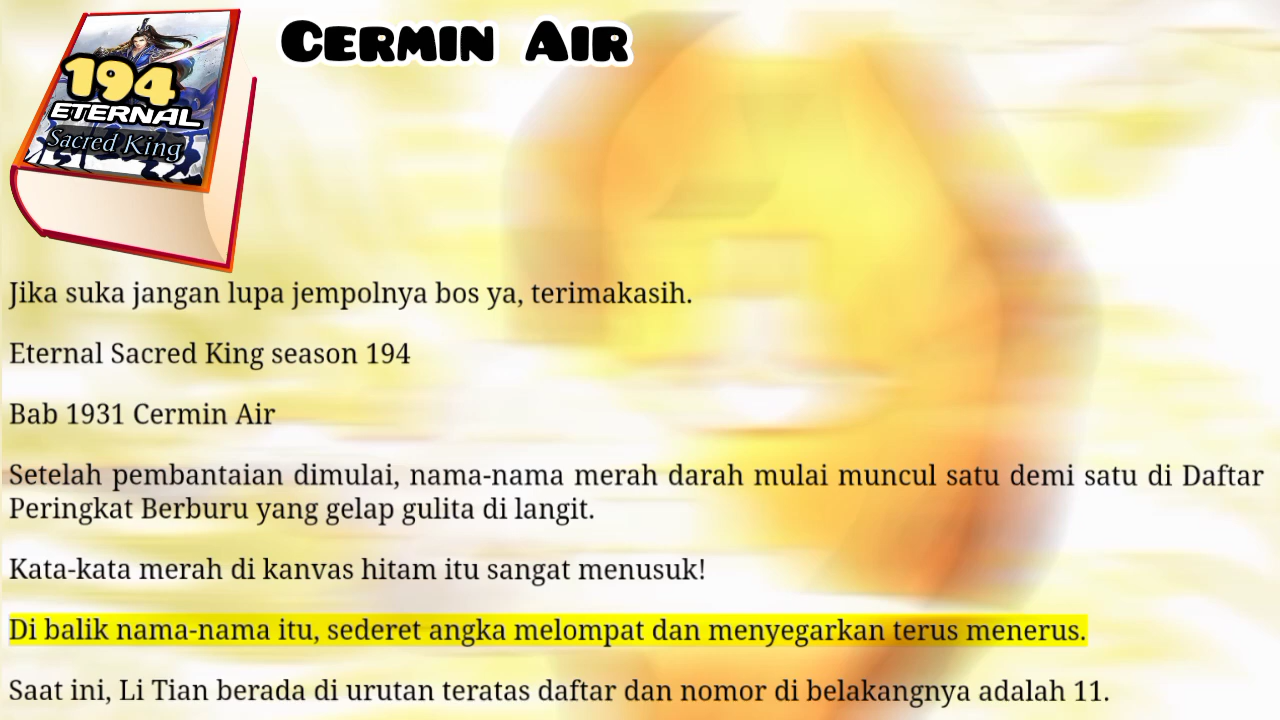 Cermin Air
194
ETERNAL
Sacred King
Jika suka jangan lupa jempolnya bos ya, terimakasih.
Eternal Sacred King season 194
Bab 1931 Cermin Air
Setelah pembantaian dimulai, nama-nama merah darah mulai muncul satu demi satu di Daftar
Peringkat Berburu yang gelap gulita di langit.
Kata-kata merah di kanvas hitam itu sangat menusuk!
Di balik nama-nama itu, sederet angka melompat dan menyegarkan terus menerus.
Saat ini, Li Tian berada di urutan teratas daftar dan nomor di belakangnya adalah 11.